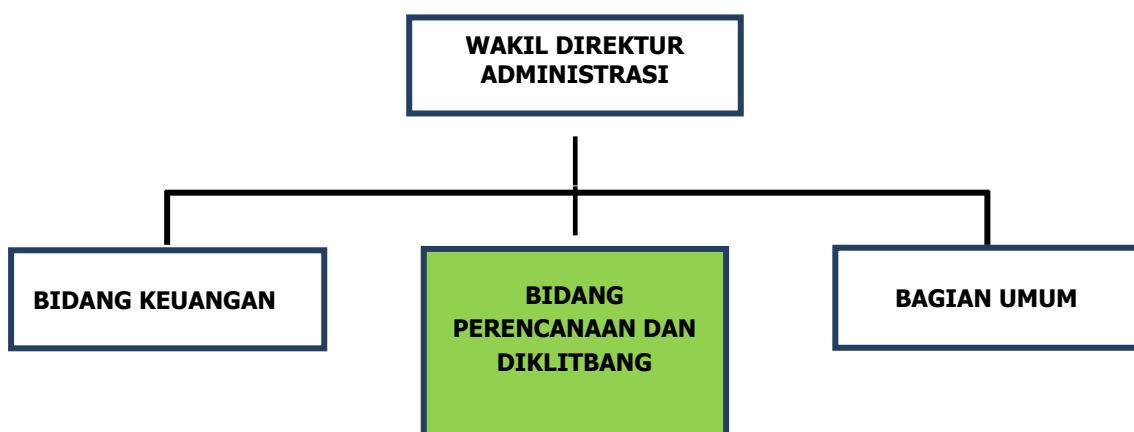 WAKIL DIREKTUR
ADMINISTRASI
BIDANG KEUANGAN
BIDANG
PERENCANAAN DAN
DIKLITBANG
BAGIAN UMUM